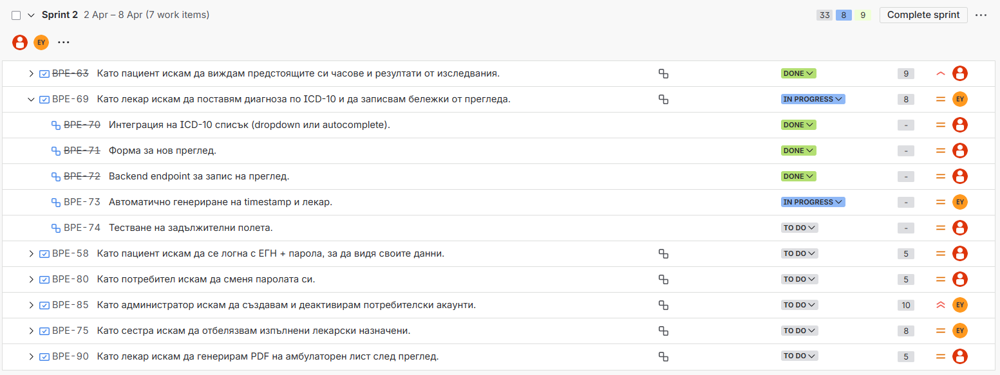 Sprint 2 2 Apr – 8 Apr (7 work items) 33 8 9 Complete sprint
EY
BPE-63 Като пациент искам да виждам предстоящите си часове и резултати от изследвания. DONE 9
BPE-69 Като лекар искам да поставям диагноза по ICD-10 и да записвам бележки от прегледа. IN PROGRESS 8 EY
BPE-70 Интеграция на ICD-10 списък (dropdown или autocomplete). DONE -
BPE-71 Форма за нов преглед. DONE -
BPE-72 Backend endpoint за запис на преглед. DONE -
BPE-73 Автоматично генериране на timestamp и лекар. IN PROGRESS - EY
BPE-74 Тестване на задължителни полета. TO DO -
BPE-58 Като пациент искам да се логна с ЕГН + парола, за да видя своите данни. TO DO 5
BPE-80 Като потребител искам да сменя паролата си. TO DO 5
BPE-85 Като администратор искам да създавам и деактивирам потребителски акаунти. TO DO 10 EY
BPE-75 Като сестра искам да отбелязвам изпълнени лекарски назначени. TO DO 8 EY
BPE-90 Като лекар искам да генерирам PDF на амбулаторен лист след преглед. TO DO 5